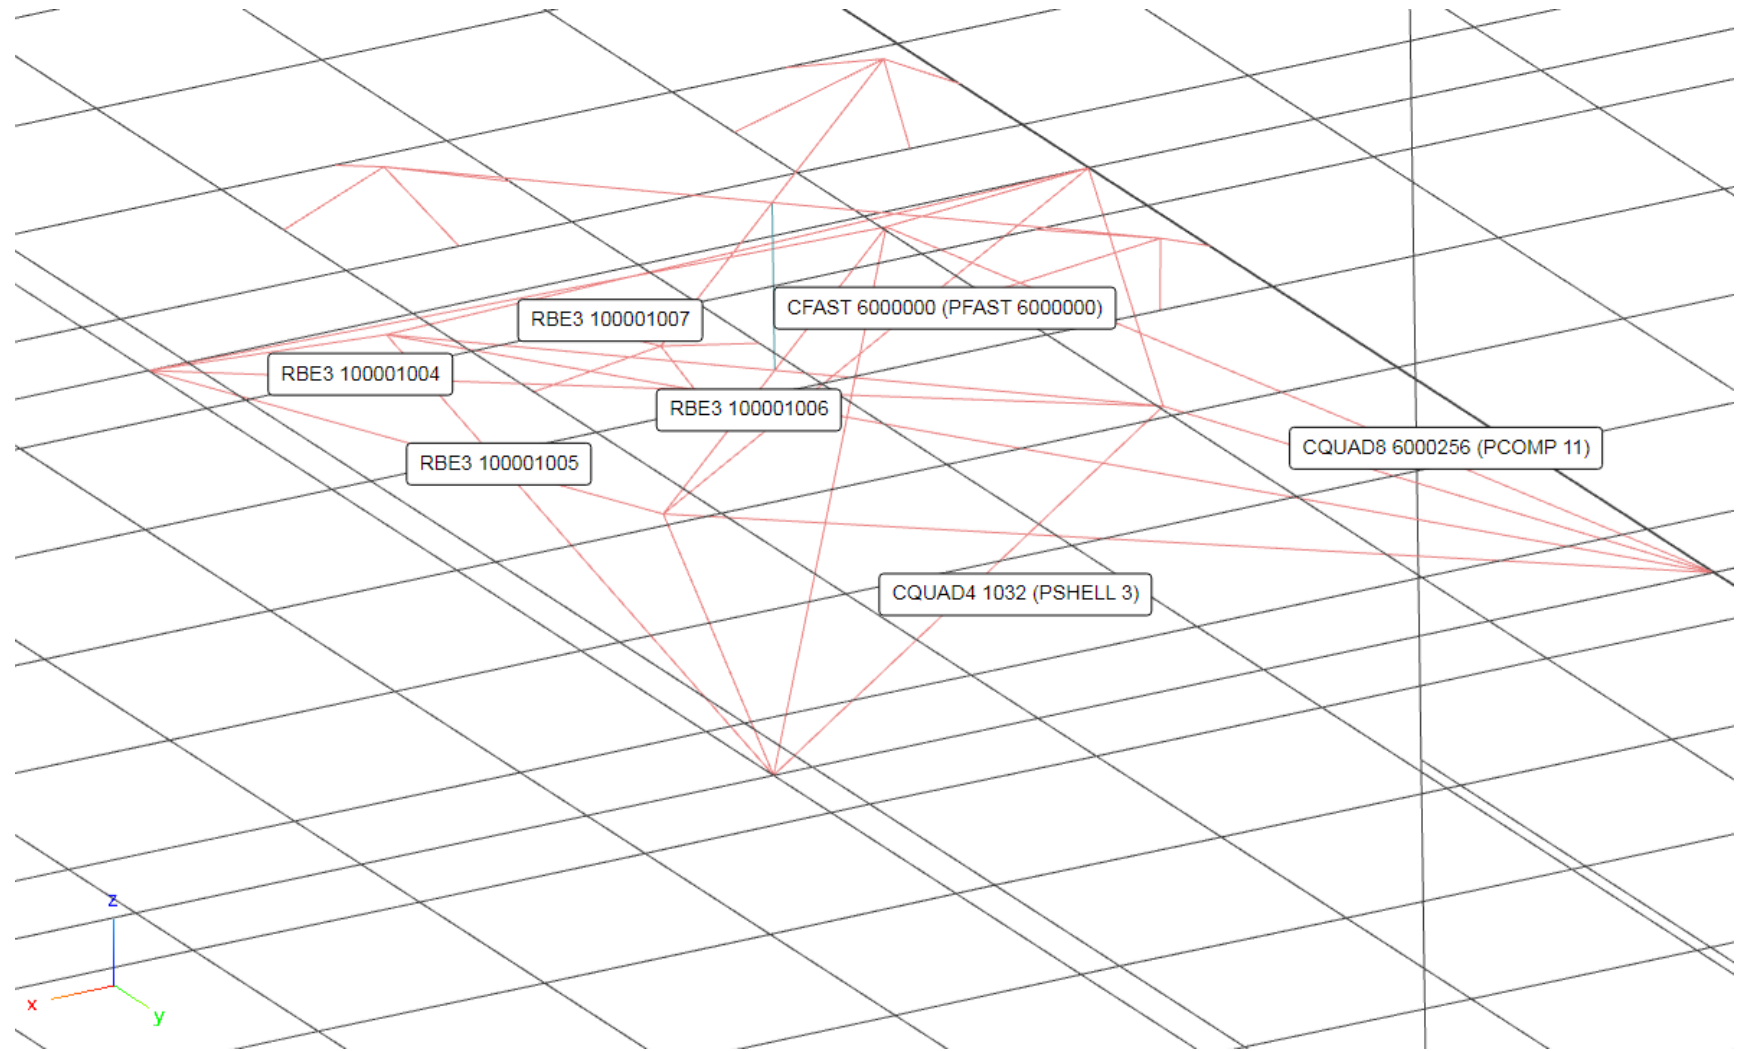 CFAST 6000000 (PFAST 6000000)
RBE3 100001007
RBE3 100001004
RBE3 100001006
CQUAD8 6000256 (PCOMP 11)
RBE3 100001005
CQUAD4 1032 (PSHELL 3)
z
x
y